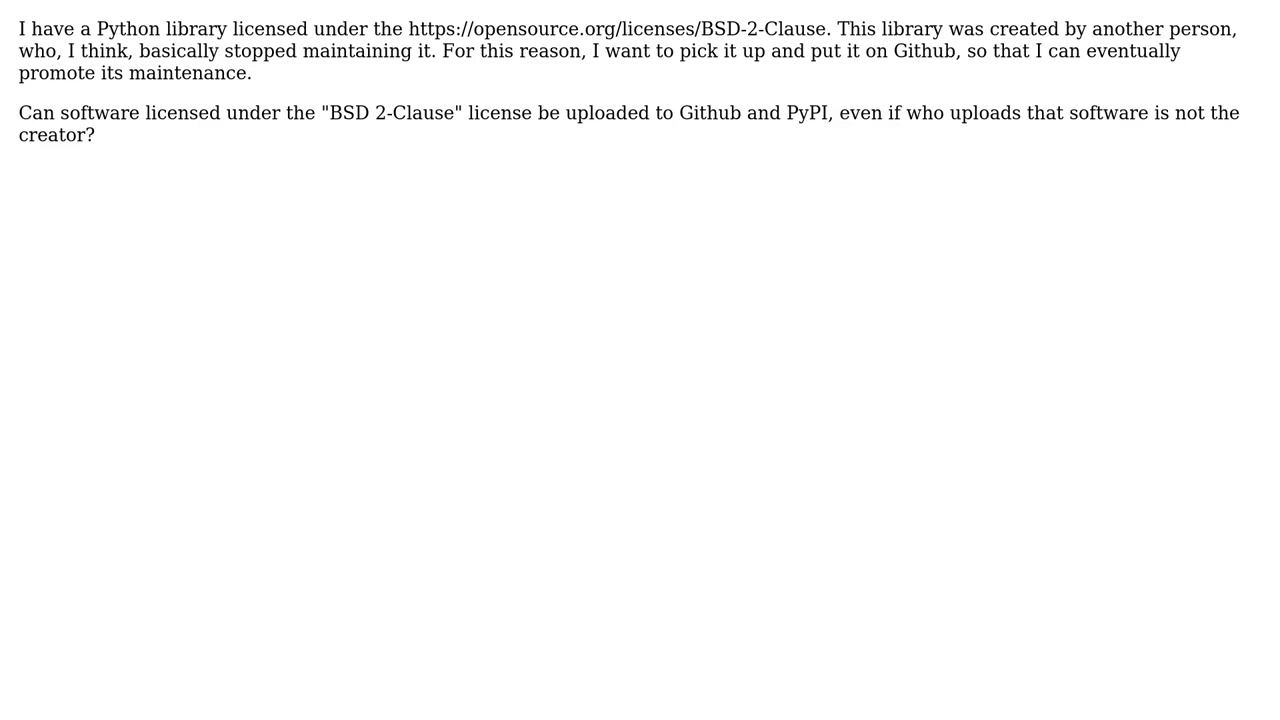 I have a Python library licensed under the https://opensource.org/licenses/BSD-2-Clause. This library was created by another person,
who, I think, basically stopped maintaining it. For this reason, I want to pick it up and put it on Github, so that I can eventually
promote its maintenance.
Can software licensed under the "BSD 2-Clause" license be uploaded to Github and PyPI, even if who uploads that software is not the
creator?